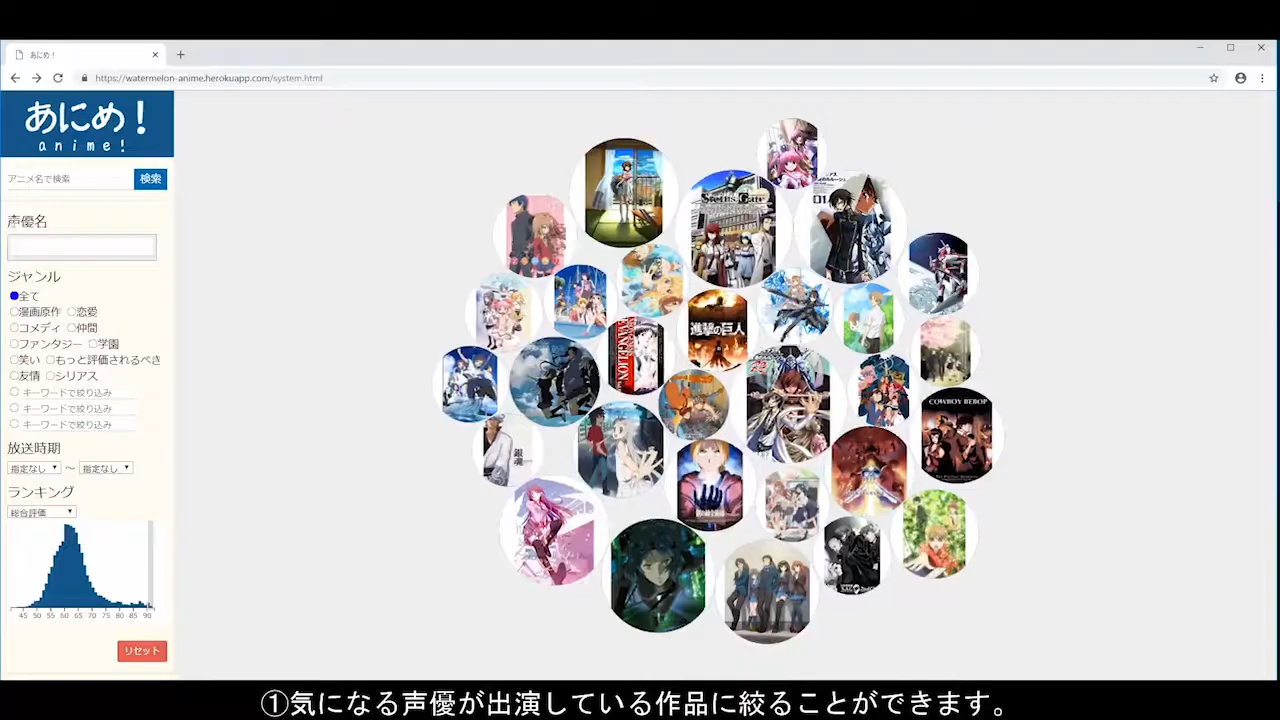 あにめ！
https://watermelon-anime.herokuapp.com/system.html
あにめ！
anime!
アニメ名で検索
検索
声優名
ジャンル
全て
漫画原作 恋愛
コメディ 仲間
ファンタジー 学園
笑い もっと評価されるべき
友情 シリアス
キーワードで絞り込み
キーワードで絞り込み
キーワードで絞り込み
放送時期
指定なし ～ 指定なし
ランキング
総合評価
45 50 55 60 65 70 75 80 85 90
リセット
Steins;Gate
01
進撃の巨人
EVANGELION
COWBOY BEBOP
銀魂
①気になる声優が出演している作品に絞ることができます。